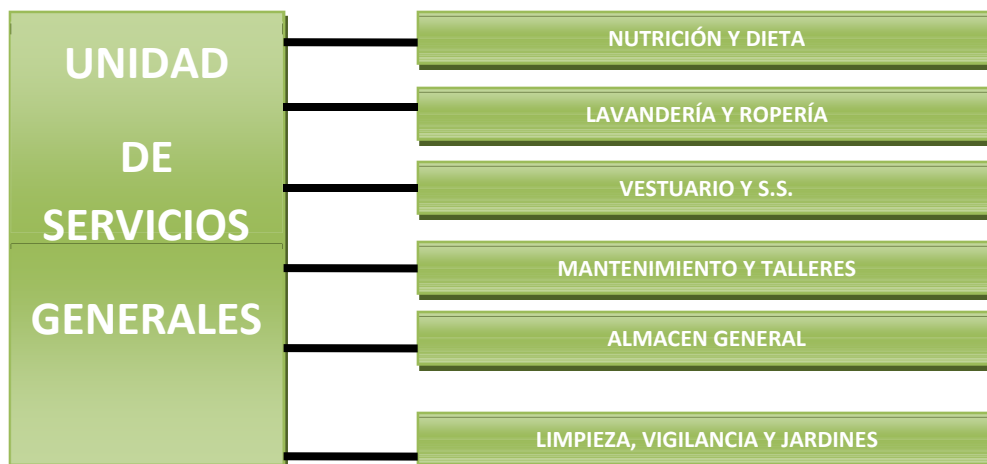 UNIDAD
DE
SERVICIOS
GENERALES
NUTRICIÓN Y DIETA
LAVANDERÍA Y ROPERÍA
VESTUARIO Y S.S.
MANTENIMIENTO Y TALLERES
ALMACEN GENERAL
LIMPIEZA, VIGILANCIA Y JARDINES